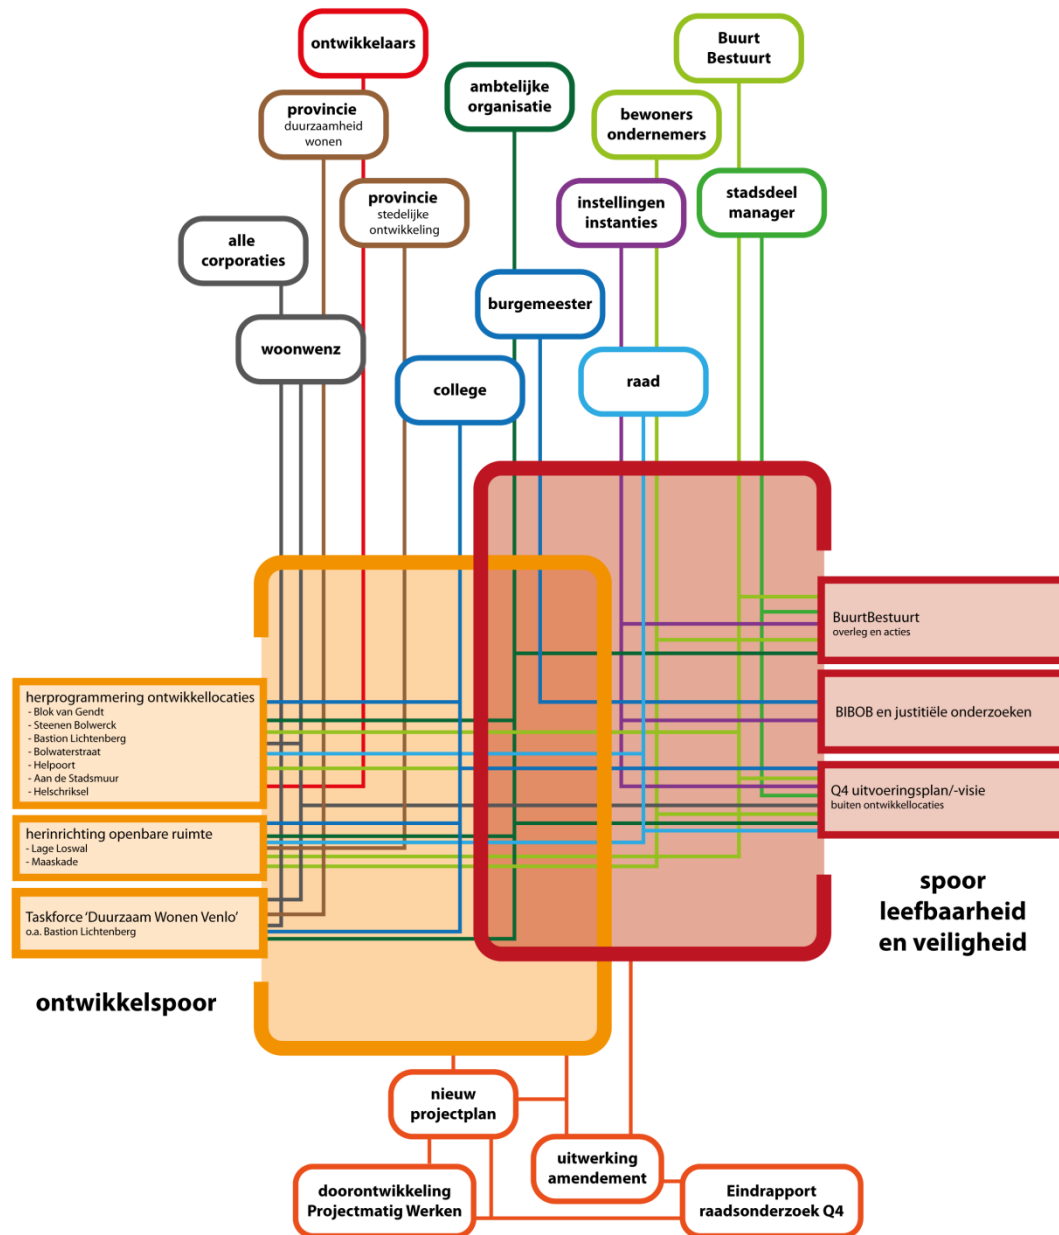 ontwikkelaars
Buurt
Bestuurt
provincie
duurzaamheid
wonen
ambtelijke
organisatie
bewoners
ondernemers
provincie
stedelijke
ontwikkeling
instellingen
instanties
stadsdeel
manager
alle
corporaties
burgemeester
woonwenz
college
raad
BuurtBestuurt
overleg en acties
herprogrammering ontwikkellocaties
- Blok van Gendt
- Steenen Bolwerck
- Bastion Lichtenberg
- Bolwaterstraat
- Helpoort
- Aan de Stadsmuur
- Helschriksel
BIBOB en justitiële onderzoeken
Q4 uitvoeringsplan/-visie
buiten ontwikkellocaties
herinrichting openbare ruimte
- Lage Loswal
- Maaskade
Taskforce ‘Duurzaam Wonen Venlo’
o.a. Bastion Lichtenberg
spoor
leefbaarheid
en veiligheid
ontwikkelspoor
nieuw
projectplan
uitwerking
amendement
doorontwikkeling
Projectmatig Werken
Eindrapport
raadsonderzoek Q4